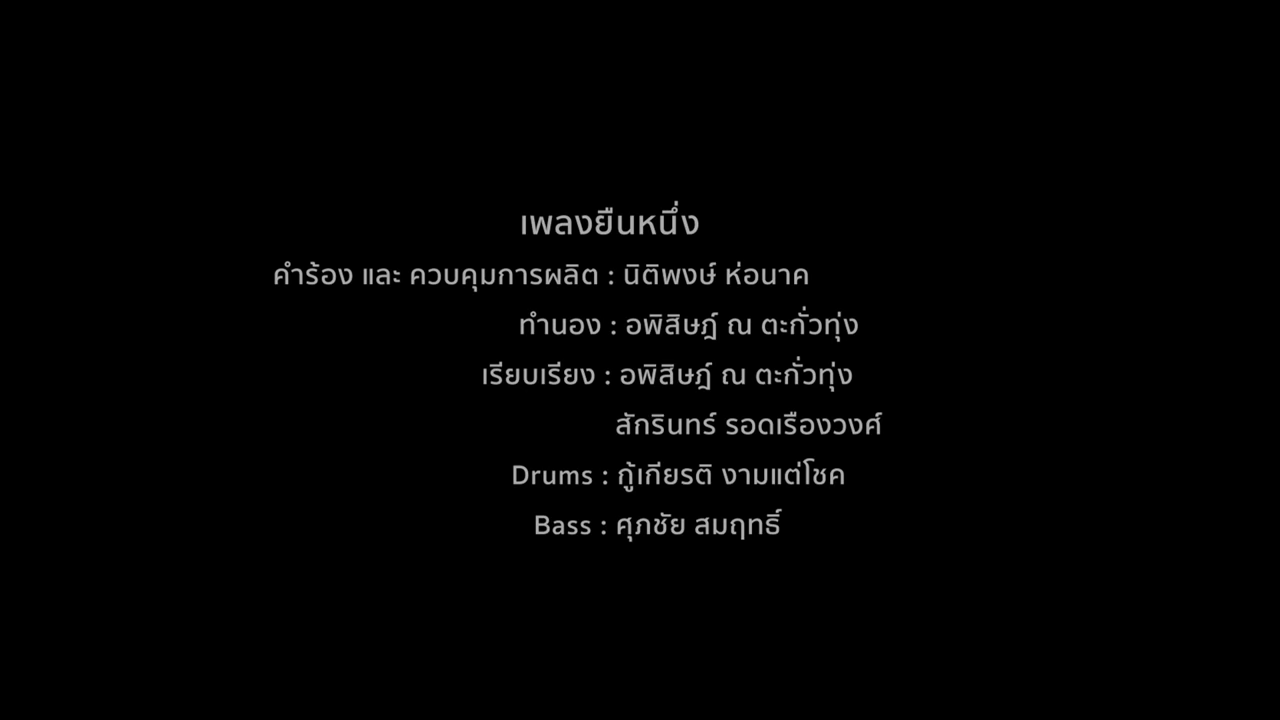 เพลงยืนหนึ่ง
คำร้อง และ ควบคุมการผลิต : นิติพงษ์ ห่อนาค
ทำนอง : อพิสิษฎ์ ณ ตะกั่วทุ่ง
เรียบเรียง : อพิสิษฎ์ ณ ตะกั่วทุ่ง
สักรินทร์ รอดเรืองวงศ์
Drums : กู้เกียรติ งามแต่โชค
Bass : ศุภชัย สมฤทธิ์